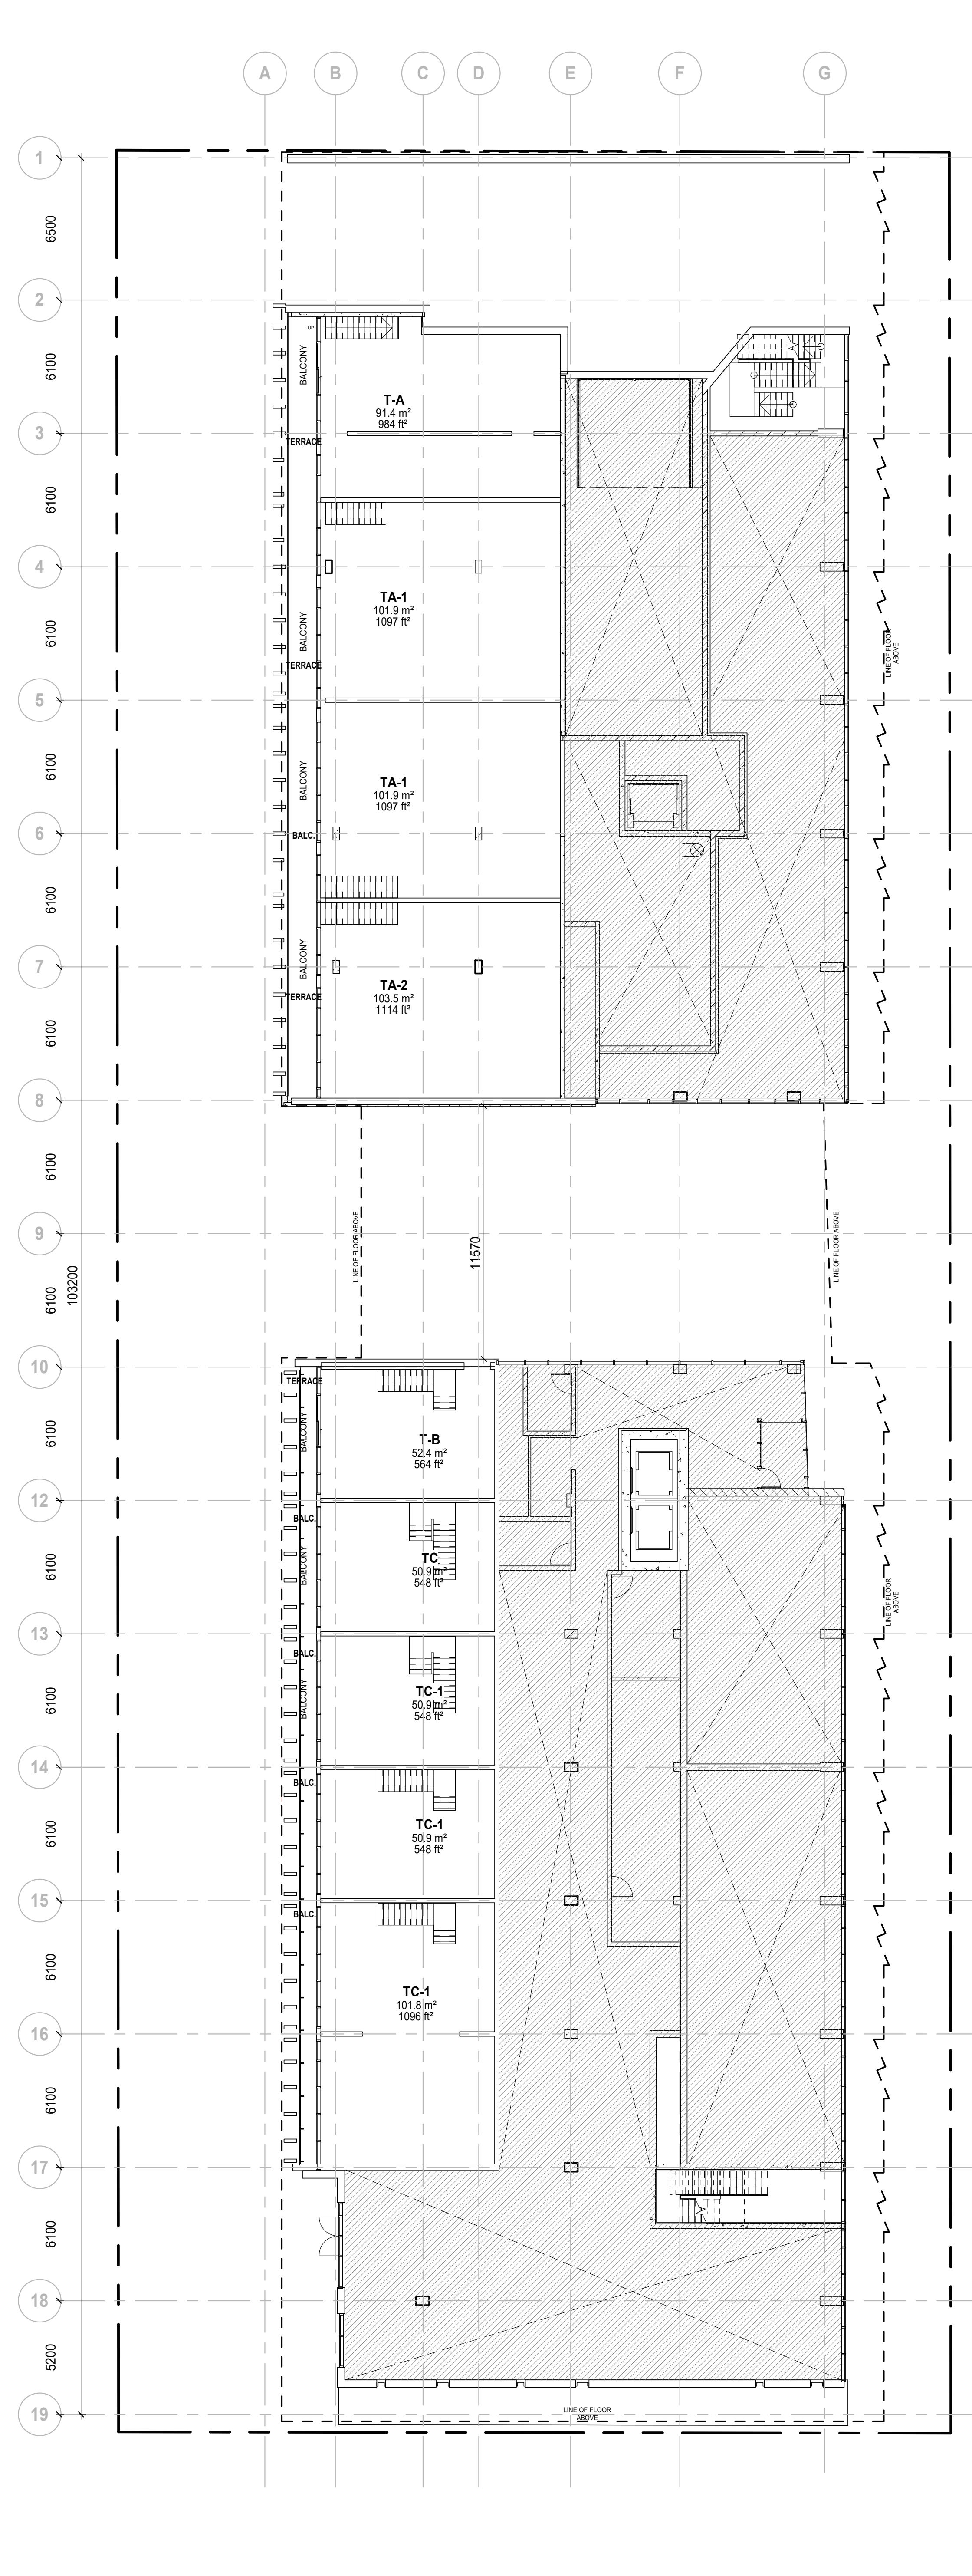 A
B
C
D
E
F
G
1
6500
2
UP
6100
BALCONY
T-A
91.4 m²
984 ft²
3
TERRACE
6100
4
TA-1
101.9 m²
1097 ft²
6100
BALCONY
LINE OF FLOOR
ABOVE
TERRACE
5
6100
BALCONY
TA-1
101.9 m²
1097 ft²
6
BALC.
6100
BALCONY
7
TA-2
103.5 m²
1114 ft²
TERRACE
6100
8
6100
9
LINE OF FLOOR ABOVE
11570
LINE OF FLOOR ABOVE
103200
6100
10
TERRACE
6100
BALCONY
T-B
52.4 m²
564 ft²
12
BALC.
6100
BALCONY
TC
50.9 m²
548 ft²
LINE OF FLOOR
ABOVE
13
BALC.
6100
BALCONY
TC-1
50.9 m²
548 ft²
14
BALC.
6100
TC-1
50.9 m²
548 ft²
15
BALC.
6100
TC-1
101.8 m²
1096 ft²
16
6100
17
6100
18
5200
19
LINE OF FLOOR
ABOVE